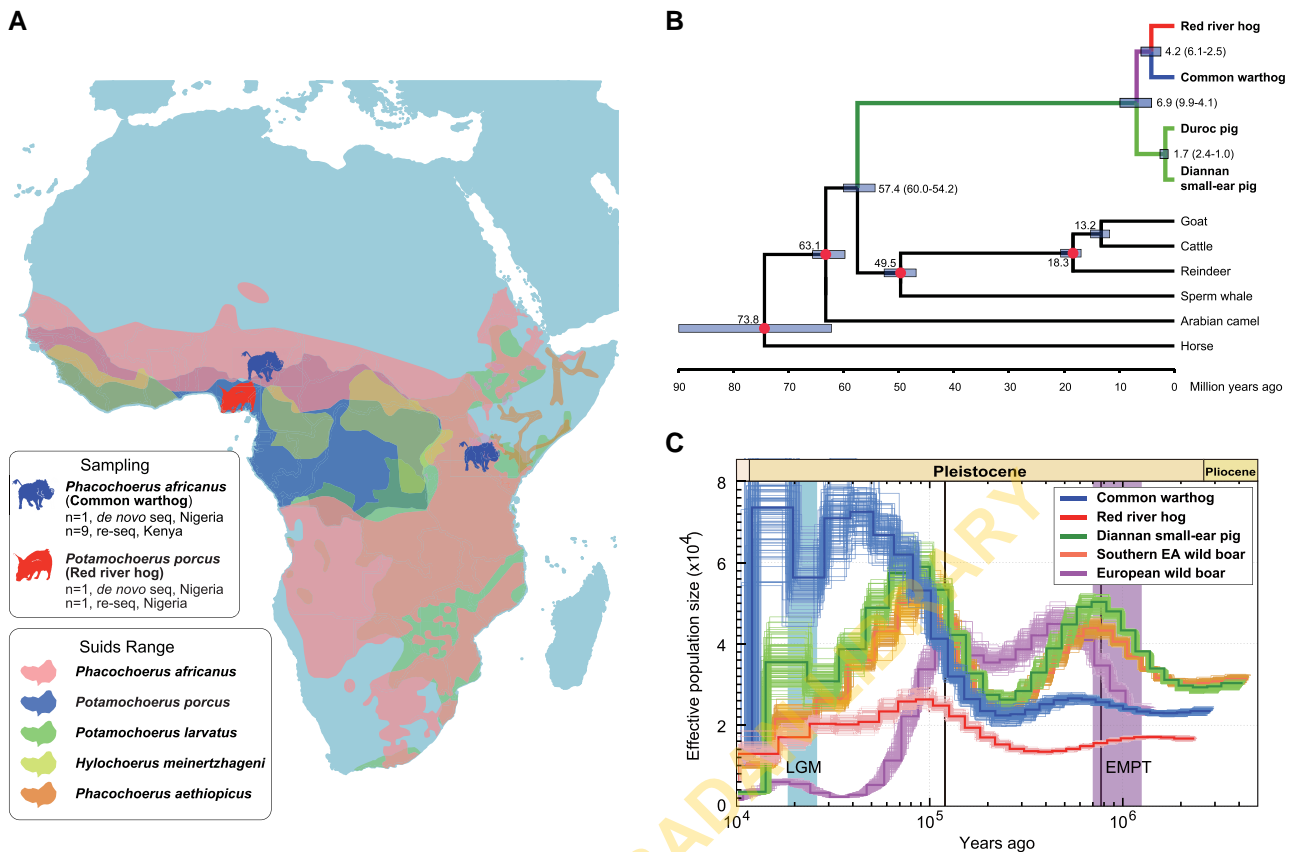 A
Sampling
Phacochoerus africanus
(Common warthog)
n=1, de novo seq, Nigeria
n=9, re-seq, Kenya
Potamochoerus porcus
(Red river hog)
n=1, de novo seq, Nigeria
n=1, re-seq, Nigeria
Suids Range
Phacochoerus africanus
Potamochoerus porcus
Potamochoerus larvatus
Hylochoerus meinertzhageni
Phacochoerus aethiopicus
B
Red river hog
4.2 (6.1-2.5)
Common warthog
6.9 (9.9-4.1)
Duroc pig
1.7 (2.4-1.0)
Diannan
small-ear pig
57.4 (60.0-54.2)
13.2
Goat
Cattle
63.1
49.5
18.3
Reindeer
Sperm whale
73.8
Arabian camel
Horse
90 80 70 60 50 40 30 20 10 0 Million years ago
C
Pleistocene
Pliocene
Common warthog
Red river hog
Diannan small-ear pig
Southern EA wild boar
European wild boar
Effective population size (x10⁴)
8
6
4
2
0
LGM
EMPT
10⁴ 10⁵ 10⁶
Years ago